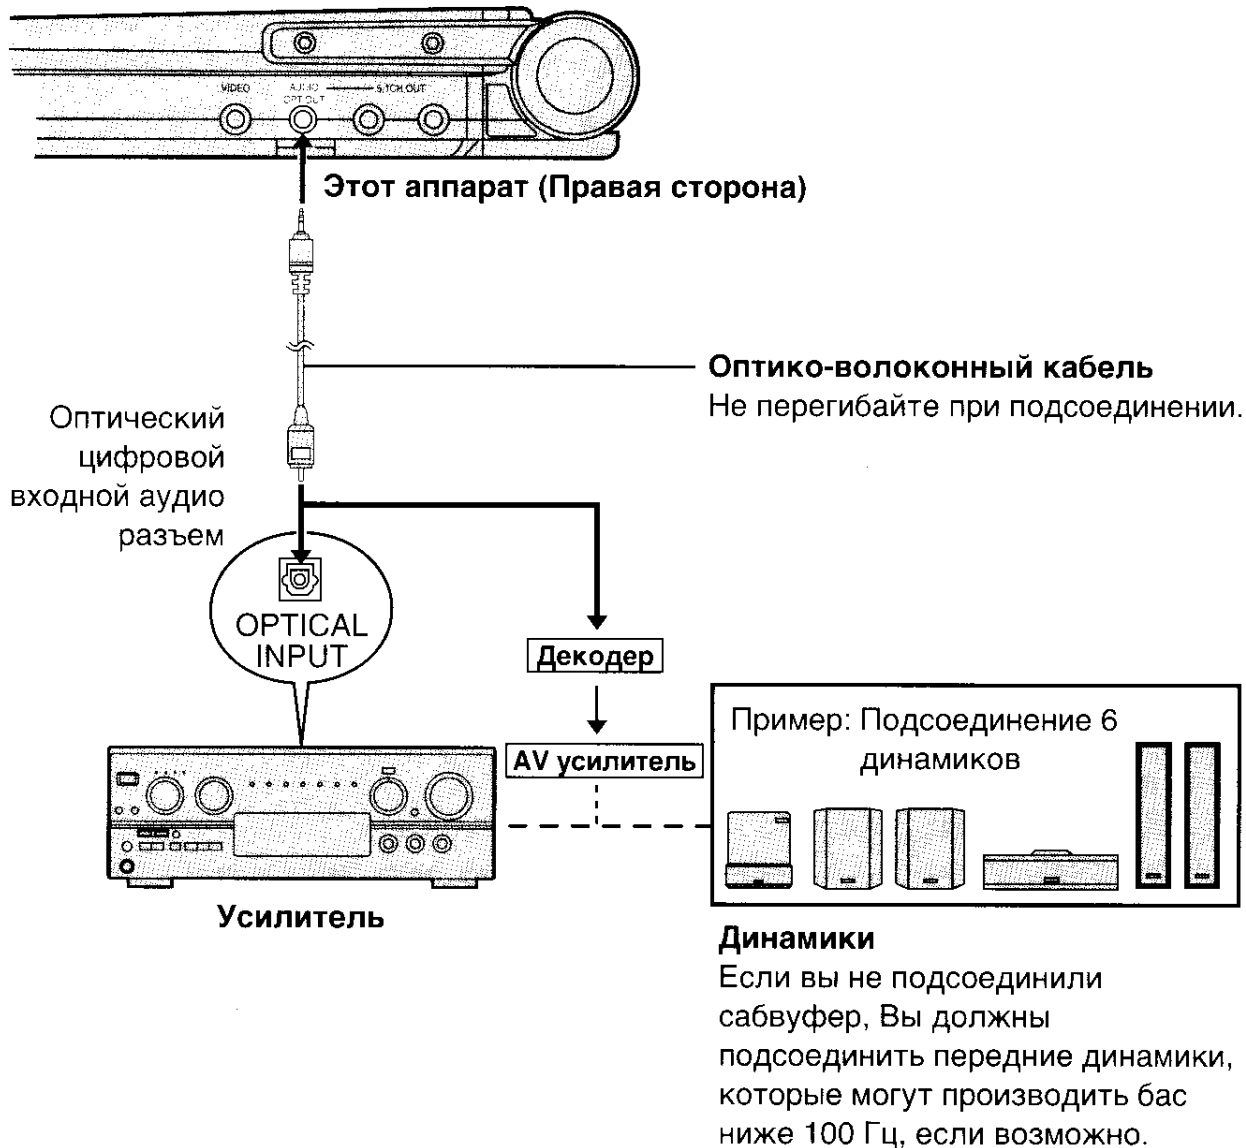 VIDEO
AUDIO
OPT OUT
5.1CH OUT
Этот аппарат (Правая сторона)
Оптико-волоконный кабель
Не перегибайте при подсоединении.
Оптический
цифровой
входной аудио
разъем
OPTICAL
INPUT
Декодер
AV усилитель
Пример: Подсоединение 6
динамиков
Усилитель
Динамики
Если вы не подсоединили
сабвуфер, Вы должны
подсоединить передние динамики,
которые могут производить бас
ниже 100 Гц, если возможно.